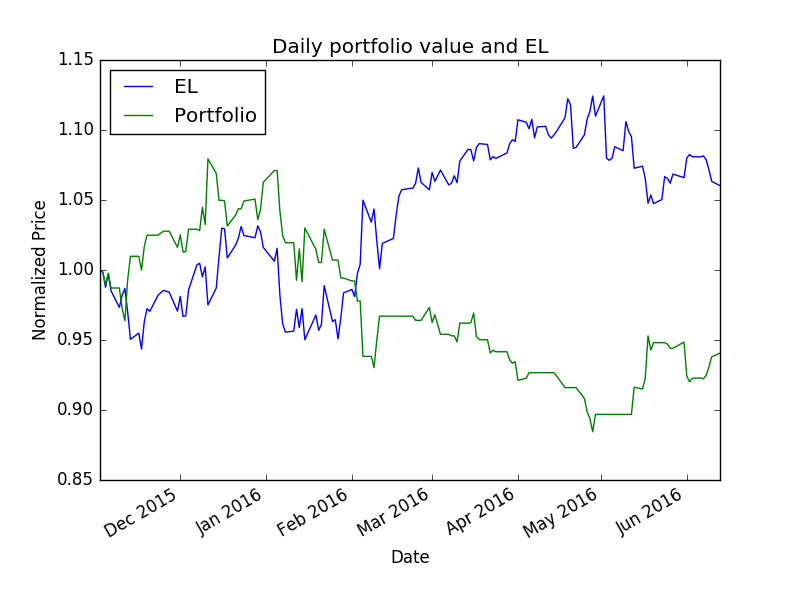 Daily portfolio value and EL
EL
Portfolio
1.15
1.10
1.05
1.00
0.95
0.90
0.85
Normalized Price
Dec 2015
Jan 2016
Feb 2016
Mar 2016
Apr 2016
May 2016
Jun 2016
Date